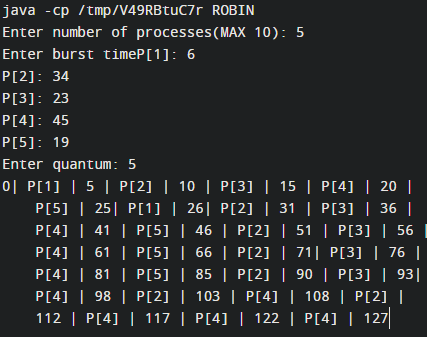 java -cp /tmp/V49RBtuC7r ROBIN
Enter number of processes(MAX 10): 5
Enter burst timeP[1]: 6
P[2]: 34
P[3]: 23
P[4]: 45
P[5]: 19
Enter quantum: 5
0| P[1] | 5 | P[2] | 10 | P[3] | 15 | P[4] | 20 |
P[5] | 25| P[1] | 26| P[2] | 31 | P[3] | 36 |
P[4] | 41 | P[5] | 46 | P[2] | 51 | P[3] | 56 |
P[4] | 61 | P[5] | 66 | P[2] | 71| P[3] | 76 |
P[4] | 81 | P[5] | 85 | P[2] | 90 | P[3] | 93|
P[4] | 98 | P[2] | 103 | P[4] | 108 | P[2] |
112 | P[4] | 117 | P[4] | 122 | P[4] | 127|